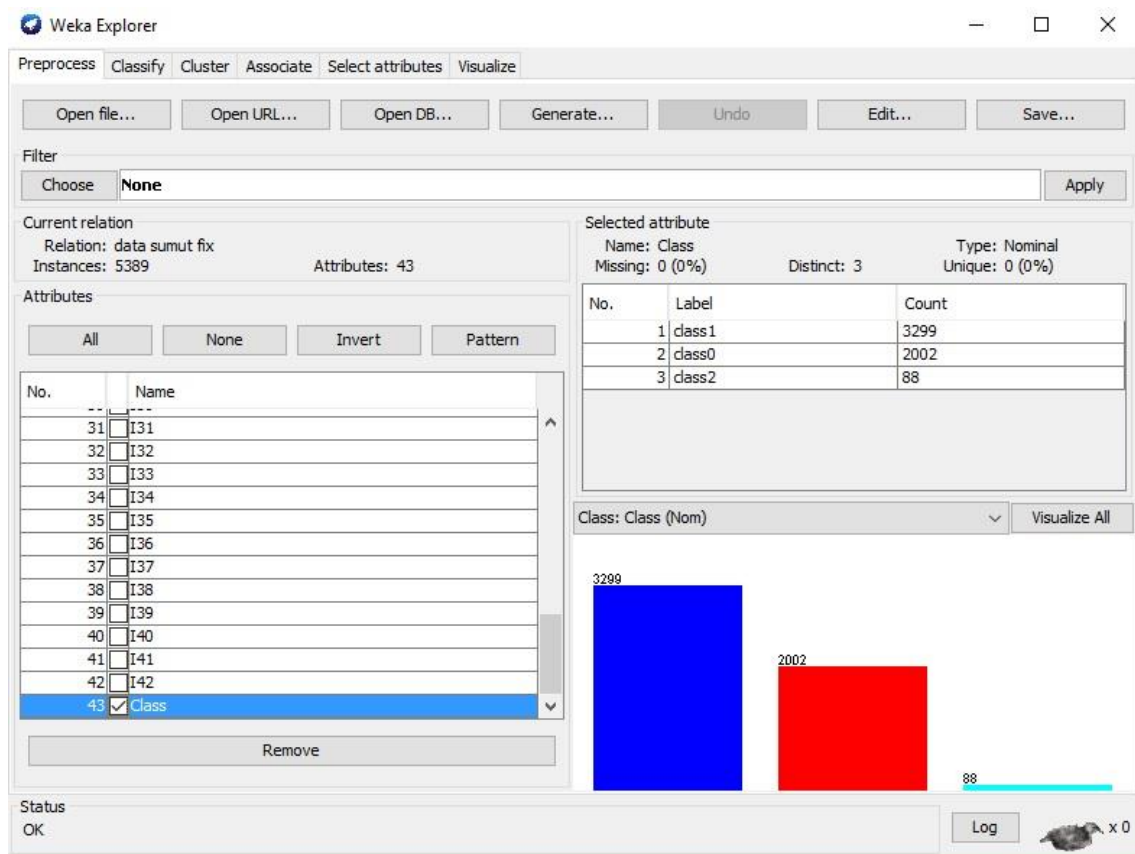 Weka Explorer
Preprocess Classify Cluster Associate Select attributes Visualize
Open file... Open URL... Open DB... Generate... Undo Edit... Save...
Filter
Choose None Apply
Current relation
Relation: data sumut fix
Instances: 5389 Attributes: 43
Attributes
All None Invert Pattern
No. Name
31 I31
32 I32
33 I33
34 I34
35 I35
36 I36
37 I37
38 I38
39 I39
40 I40
41 I41
42 I42
43 Class
Remove
Selected attribute
Name: Class Type: Nominal
Missing: 0 (0%) Distinct: 3 Unique: 0 (0%)
No. Label Count
1 class1 3299
2 class0 2002
3 class2 88
Class: Class (Nom) Visualize All
3299
2002
88
Status
OK
Log x 0